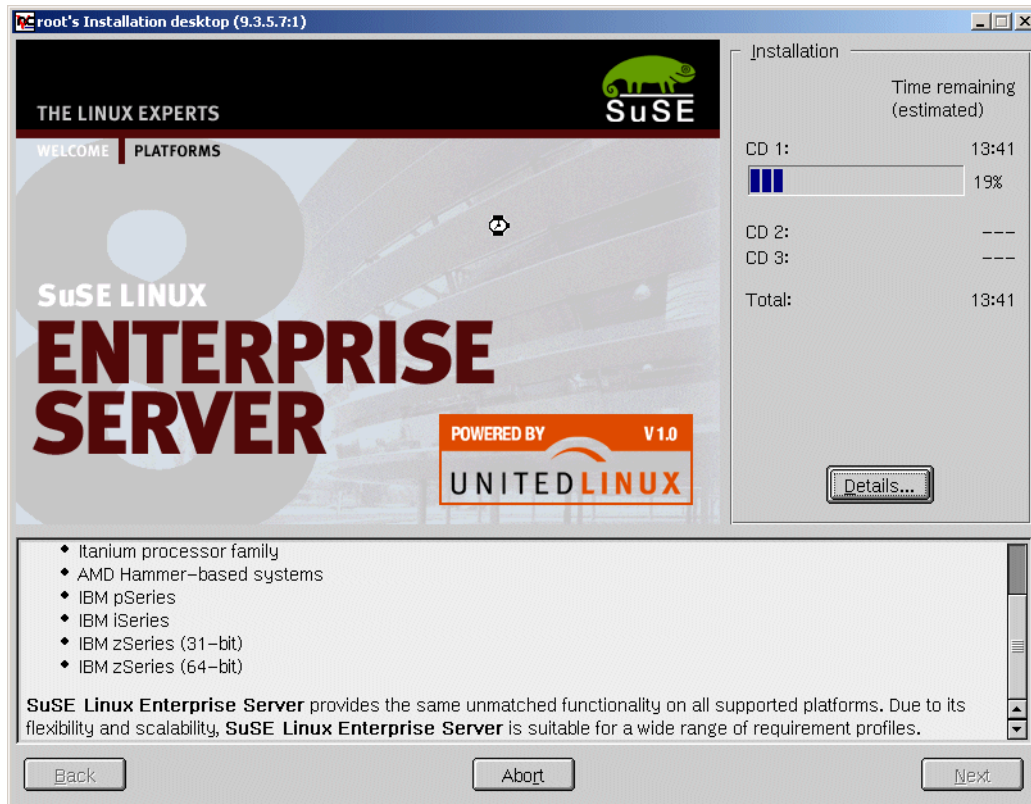 root's Installation desktop (9.3.5.7:1)
THE LINUX EXPERTS
SuSE
WELCOME PLATFORMS
SuSE LINUX
ENTERPRISE
SERVER
POWERED BY V 1.0
UNITEDLINUX
Installation
Time remaining
(estimated)
CD 1: 13:41
19%
CD 2: ---
CD 3: ---
Total: 13:41
Details...
• Itanium processor family
• AMD Hammer-based systems
• IBM pSeries
• IBM iSeries
• IBM zSeries (31-bit)
• IBM zSeries (64-bit)
SuSE Linux Enterprise Server provides the same unmatched functionality on all supported platforms. Due to its
flexibility and scalability, SuSE Linux Enterprise Server is suitable for a wide range of requirement profiles.
Back Abort Next